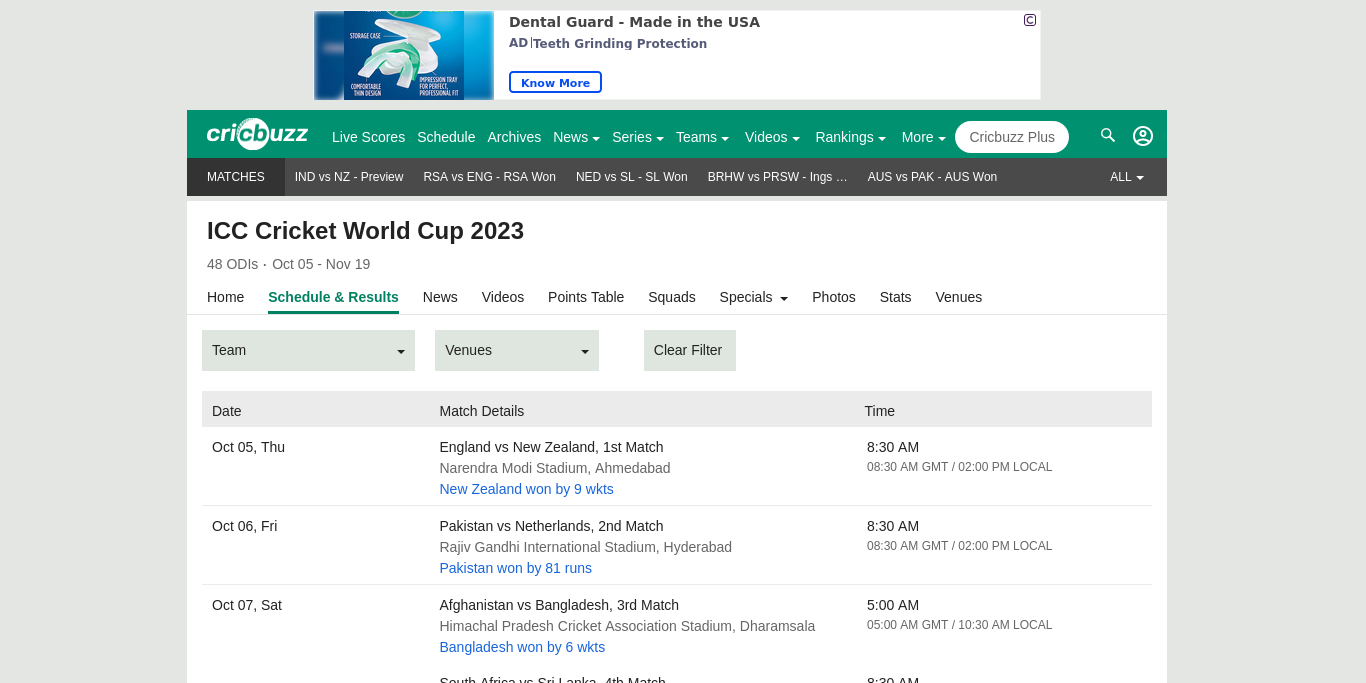 STORAGE CASE
COMFORTABLE
THIN DESIGN
IMPRESSION TRAY
FOR PERFECT,
PROFESSIONAL FIT
Dental Guard - Made in the USA
AD Teeth Grinding Protection
Know More
cricbuzz
Live Scores Schedule Archives News Series Teams Videos Rankings More Cricbuzz Plus
MATCHES IND vs NZ - Preview RSA vs ENG - RSA Won NED vs SL - SL Won BRHW vs PRSW - Ings … AUS vs PAK - AUS Won ALL
ICC Cricket World Cup 2023
48 ODIs · Oct 05 - Nov 19
Home Schedule & Results News Videos Points Table Squads Specials Photos Stats Venues
Team Venues Clear Filter
Date Match Details Time
Oct 05, Thu England vs New Zealand, 1st Match 8:30 AM
Narendra Modi Stadium, Ahmedabad 08:30 AM GMT / 02:00 PM LOCAL
New Zealand won by 9 wkts
Oct 06, Fri Pakistan vs Netherlands, 2nd Match 8:30 AM
Rajiv Gandhi International Stadium, Hyderabad 08:30 AM GMT / 02:00 PM LOCAL
Pakistan won by 81 runs
Oct 07, Sat Afghanistan vs Bangladesh, 3rd Match 5:00 AM
Himachal Pradesh Cricket Association Stadium, Dharamsala 05:00 AM GMT / 10:30 AM LOCAL
Bangladesh won by 6 wkts
South Africa vs Sri Lanka, 4th Match 8:30 AM